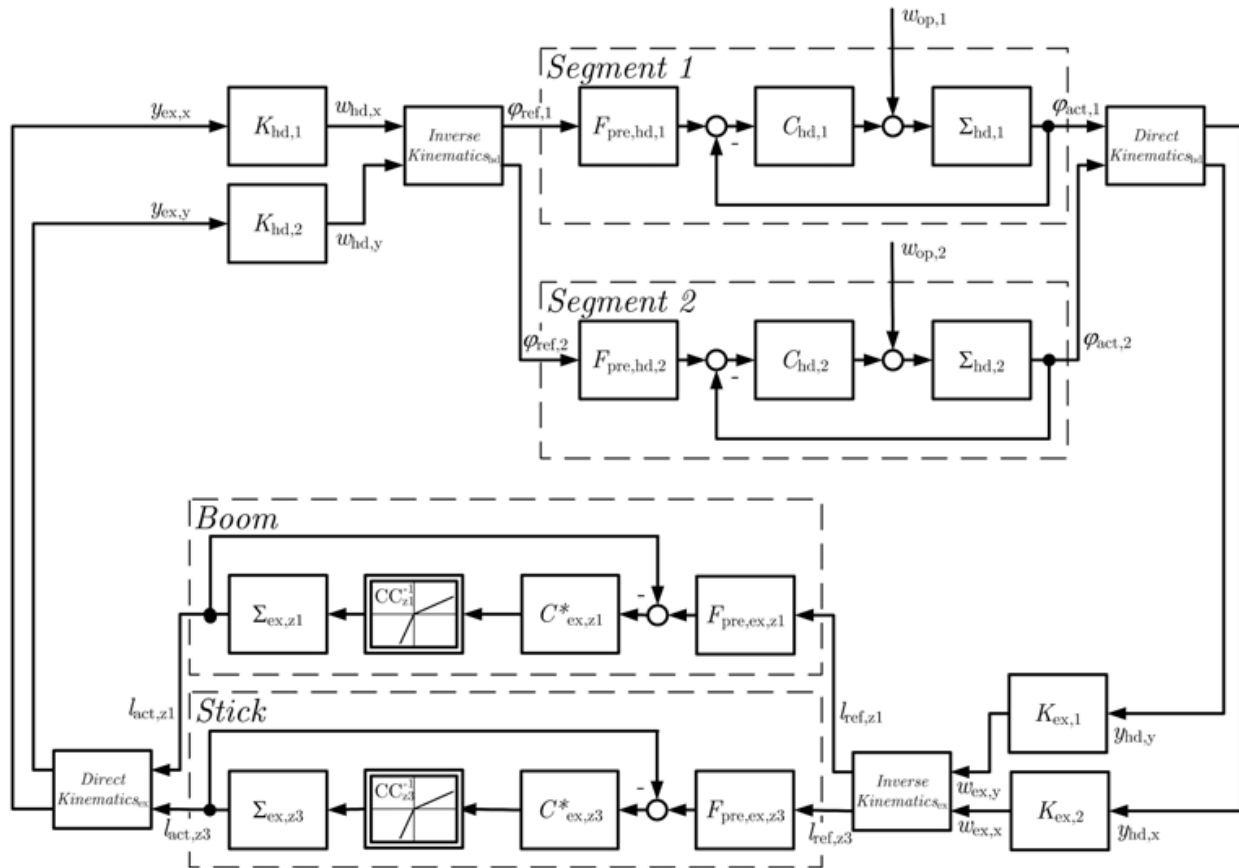 w_op,1
Segment 1
y_ex,x
K_hd,1
w_hd,x
Inverse
Kinematics_hd
φ_ref,1
F_pre,hd,1
-
C_hd,1
Σ_hd,1
φ_act,1
Direct
Kinematics_hd
y_ex,y
K_hd,2
w_hd,y
w_op,2
Segment 2
φ_ref,2
F_pre,hd,2
-
C_hd,2
Σ_hd,2
φ_act,2
Boom
Σ_ex,z1
CC⁻¹_z1
C*_ex,z1
-
F_pre,ex,z1
l_act,z1
Stick
l_ref,z1
K_ex,1
y_hd,y
Direct
Kinematics_ex
l_act,z3
Σ_ex,z3
CC⁻¹_z3
C*_ex,z3
-
F_pre,ex,z3
l_ref,z3
Inverse
Kinematics_ex
w_ex,y
w_ex,x
K_ex,2
y_hd,x